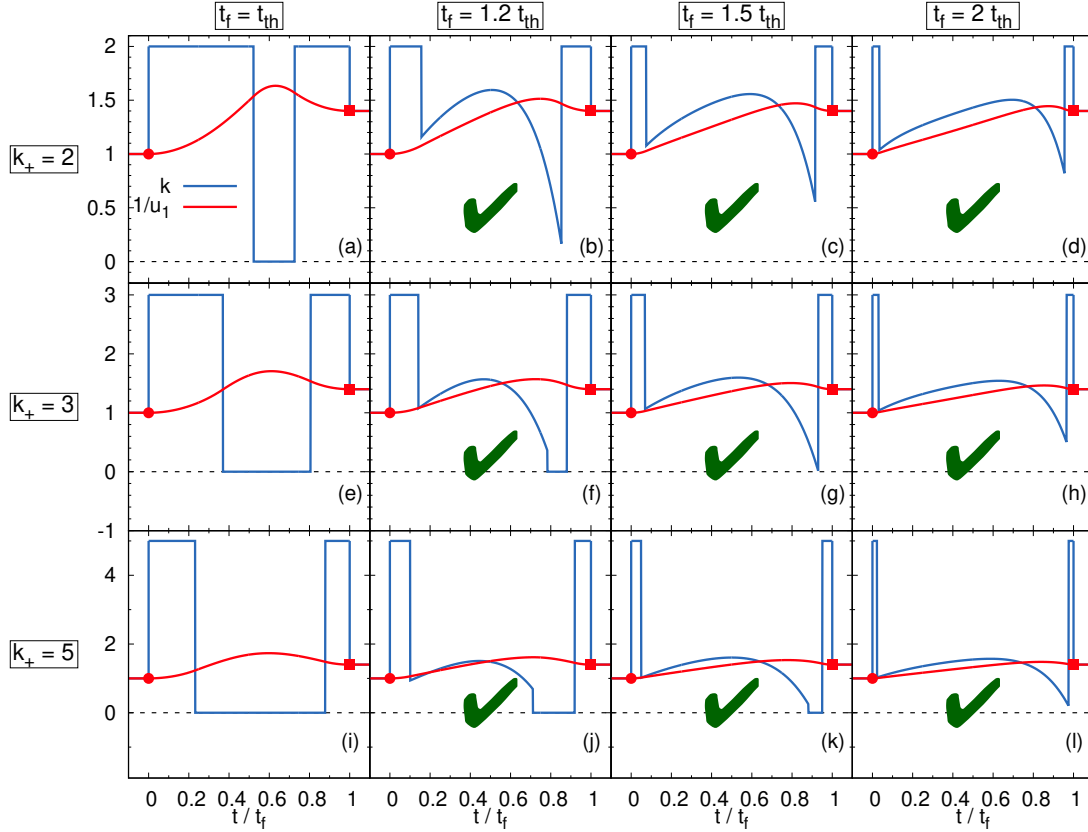 t_f = t_th
t_f = 1.2 t_th
t_f = 1.5 t_th
t_f = 2 t_th
k_+ = 2
2
1.5
1
0.5
0
k
1/u_1
(a)
(b)
(c)
(d)
k_+ = 3
3
2
1
0
-1
(e)
(f)
(g)
(h)
k_+ = 5
4
2
0
(i)
(j)
(k)
(l)
0 0.2 0.4 0.6 0.8 1
0 0.2 0.4 0.6 0.8 1
0 0.2 0.4 0.6 0.8 1
0 0.2 0.4 0.6 0.8 1
t / t_f
t / t_f
t / t_f
t / t_f